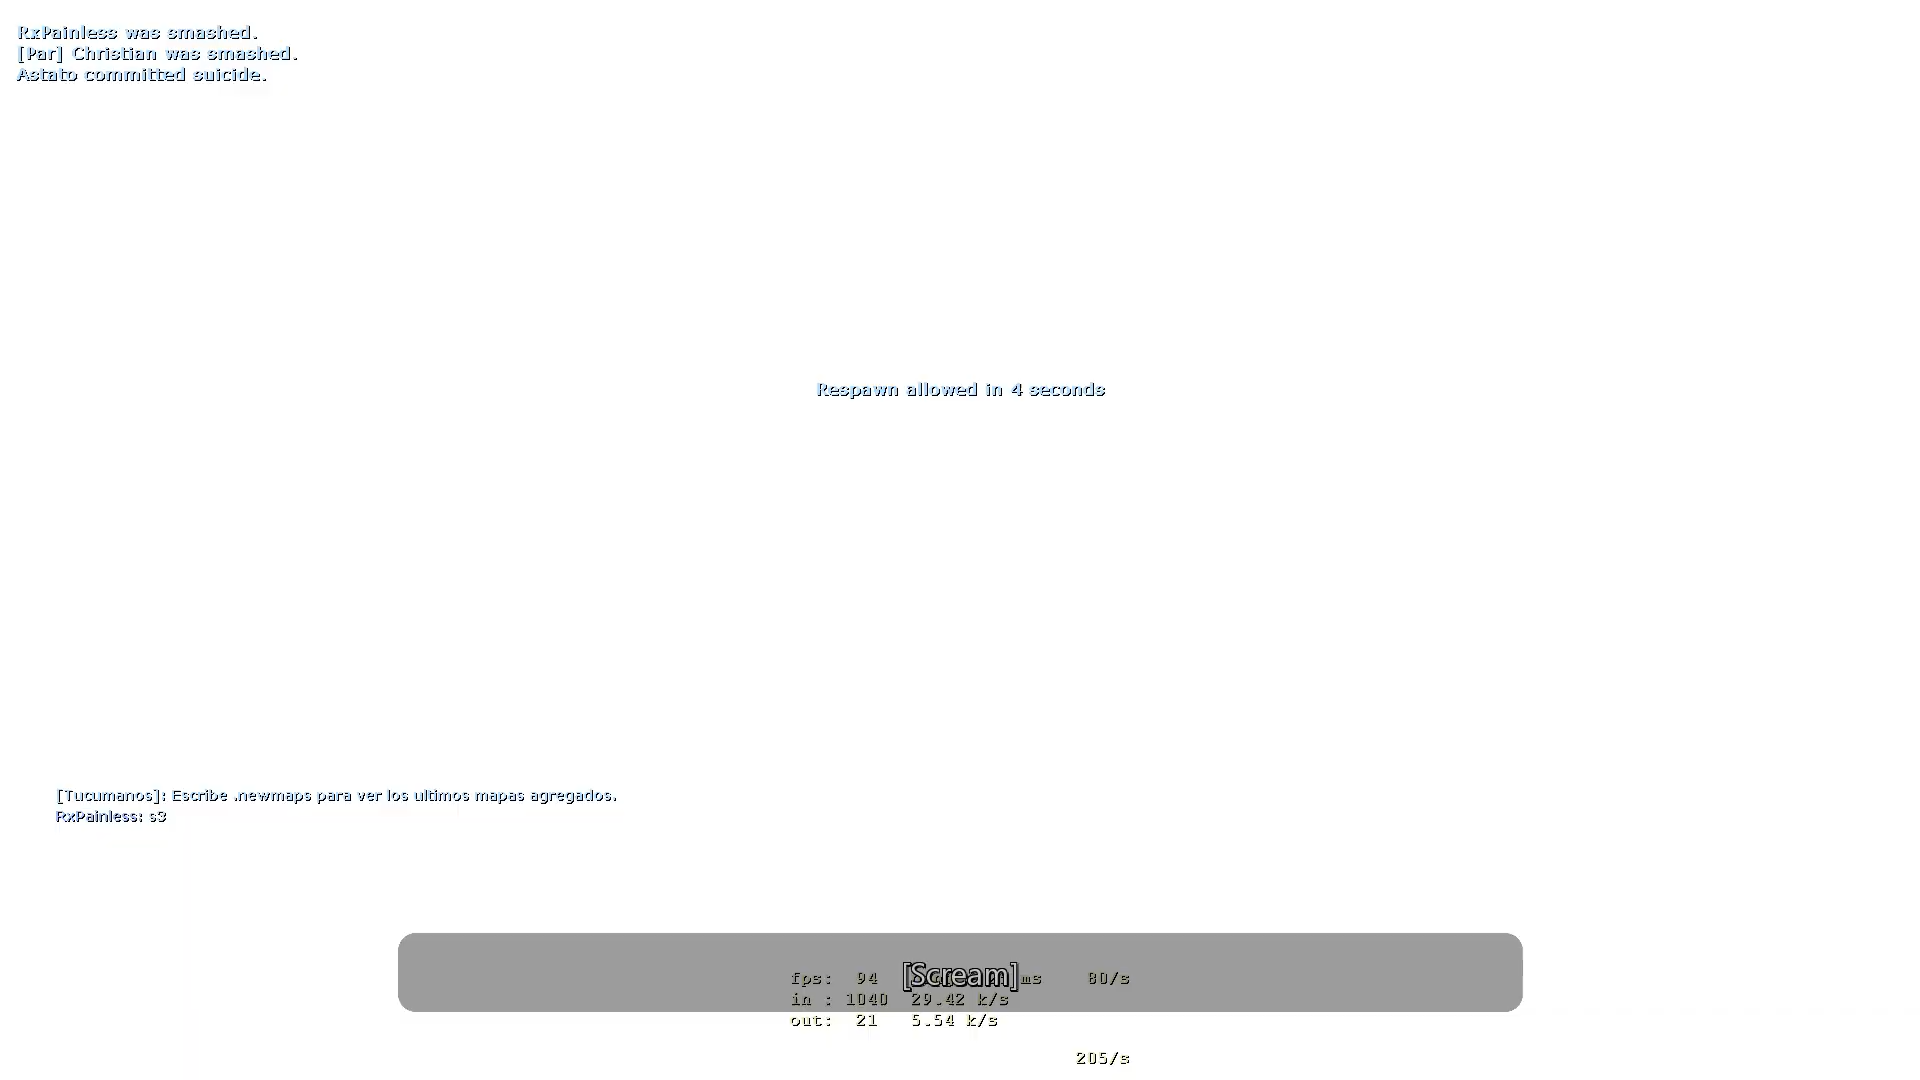 RxPainless was smashed.
[Par] Christian was smashed.
Astato committed suicide.
Respawn allowed in 4 seconds
[Tucumanos]: Escribe .newmaps para ver los ultimos mapas agregados.
RxPainless: s3
fps: 94 ms 80/s
[Scream]
in : 1040 29.42 k/s
out: 21 5.54 k/s
205/s